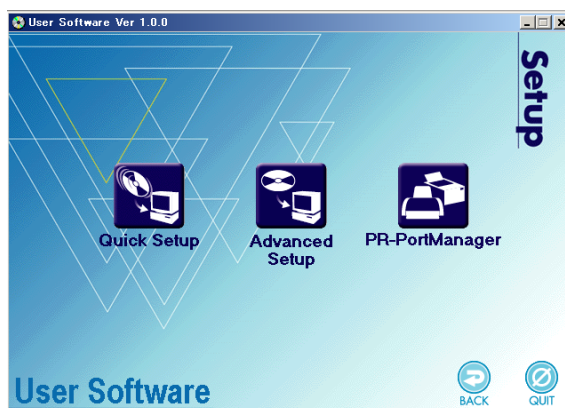 User Software Ver 1.0.0
Setup
Quick Setup
Advanced
Setup
PR-PortManager
User Software
BACK
QUIT